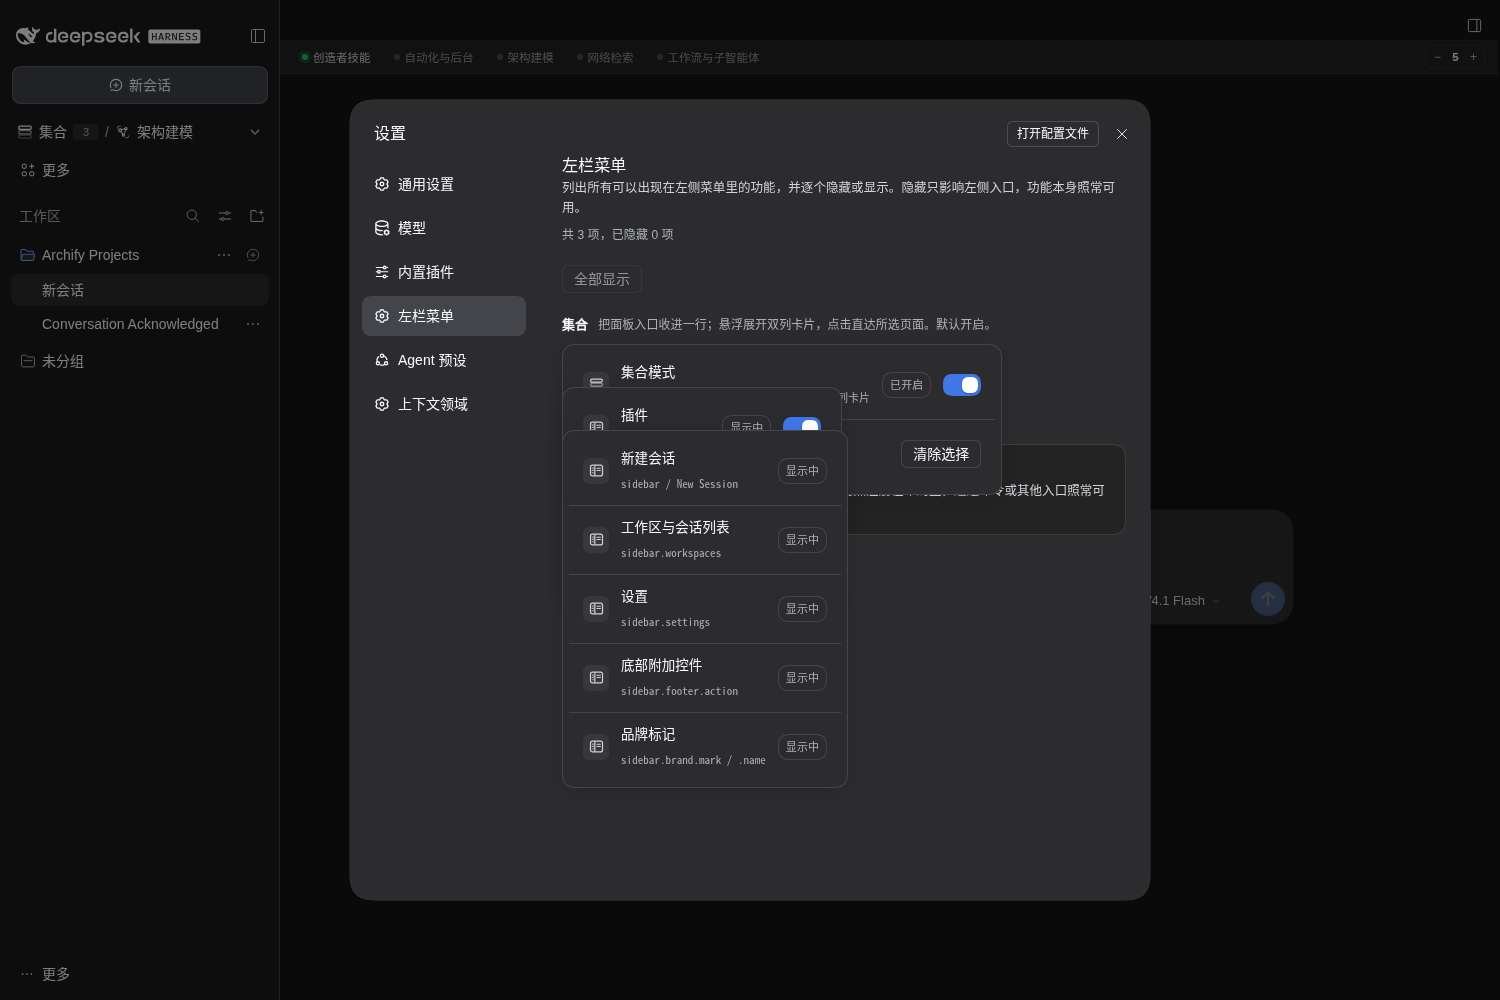 deepseek HARNESS
创造者技能
自动化与后台
架构建模
网络检索
工作流与子智能体
− 5 +
新会话
集合 3 / 架构建模
更多
工作区
Archify Projects
新会话
Conversation Acknowledged
未分组
更多
设置
打开配置文件
通用设置
模型
内置插件
左栏菜单
Agent 预设
上下文领域
左栏菜单
列出所有可以出现在左侧菜单里的功能，并逐个隐藏或显示。隐藏只影响左侧入口，功能本身照常可
用。
共 3 项，已隐藏 0 项
全部显示
集合 把面板入口收进一行；悬浮展开双列卡片，点击直达所选页面。默认开启。
集合模式
列卡片
已开启
清除选择
插件
显示中
令或其他入口照常可
新建会话
sidebar / New Session
显示中
工作区与会话列表
sidebar.workspaces
显示中
设置
sidebar.settings
显示中
底部附加控件
sidebar.footer.action
显示中
品牌标记
sidebar.brand.mark / .name
显示中
4.1 Flash